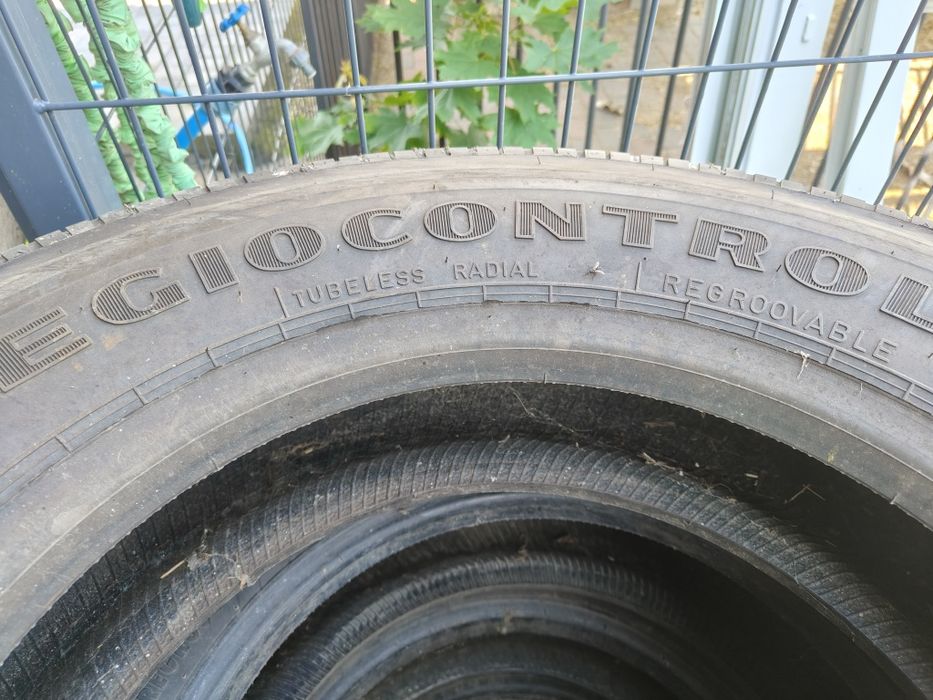 EGIOCONTROL
TUBELESS RADIAL REGROOVABLE